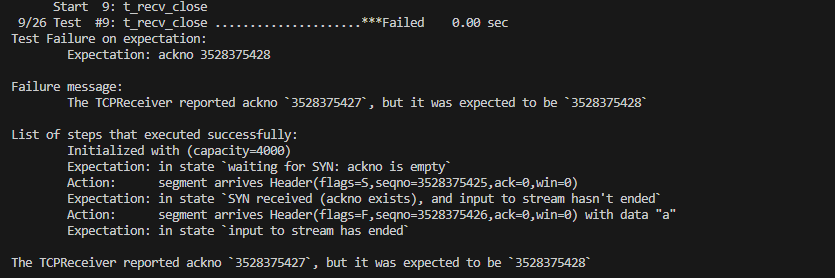 Start  9: t_recv_close
9/26 Test  #9: t_recv_close .....................***Failed    0.00 sec
Test Failure on expectation:
Expectation: ackno 3528375428
Failure message:
The TCPReceiver reported ackno `3528375427`, but it was expected to be `3528375428`
List of steps that executed successfully:
Initialized with (capacity=4000)
Expectation: in state `waiting for SYN: ackno is empty`
Action:      segment arrives Header(flags=S,seqno=3528375425,ack=0,win=0)
Expectation: in state `SYN received (ackno exists), and input to stream hasn't ended`
Action:      segment arrives Header(flags=F,seqno=3528375426,ack=0,win=0) with data "a"
Expectation: in state `input to stream has ended`
The TCPReceiver reported ackno `3528375427`, but it was expected to be `3528375428`